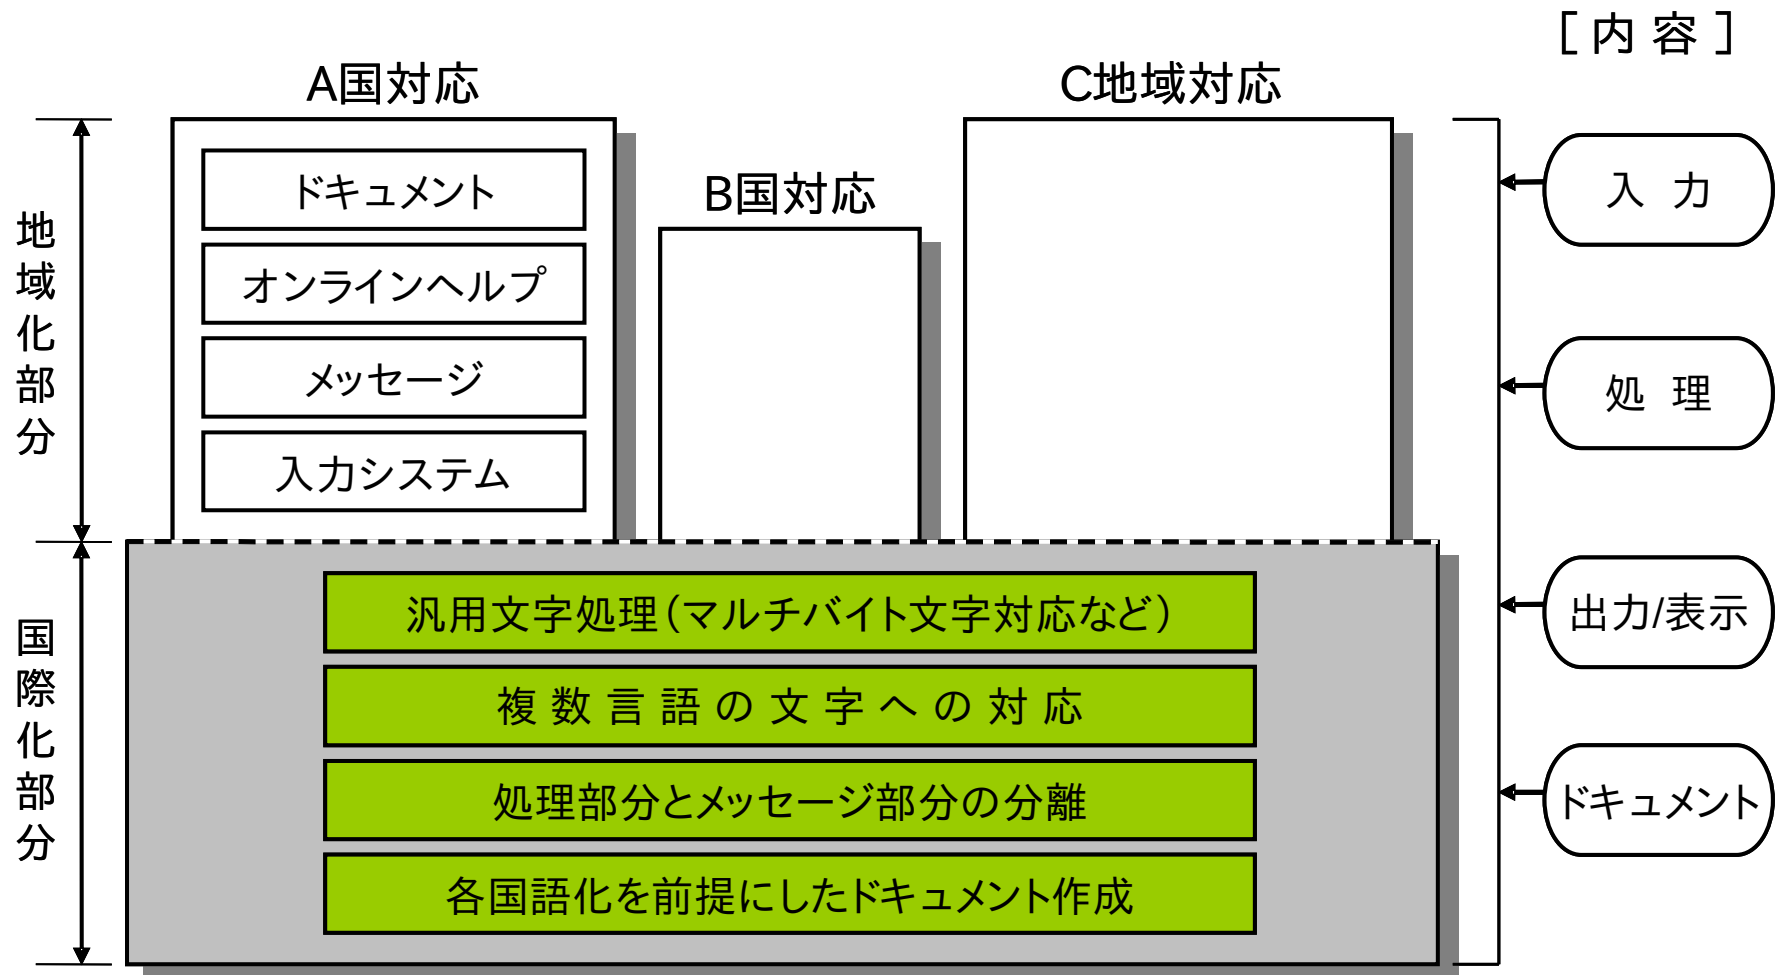 ［ 内 容 ］
A国対応
C地域対応
B国対応
地域化部分
ドキュメント
オンラインヘルプ
メッセージ
入力システム
国際化部分
汎用文字処理（マルチバイト文字対応など）
複 数 言 語 の 文 字 へ の 対 応
処理部分とメッセージ部分の分離
各国語化を前提にしたドキュメント作成
入 力
処 理
出力/表示
ドキュメント